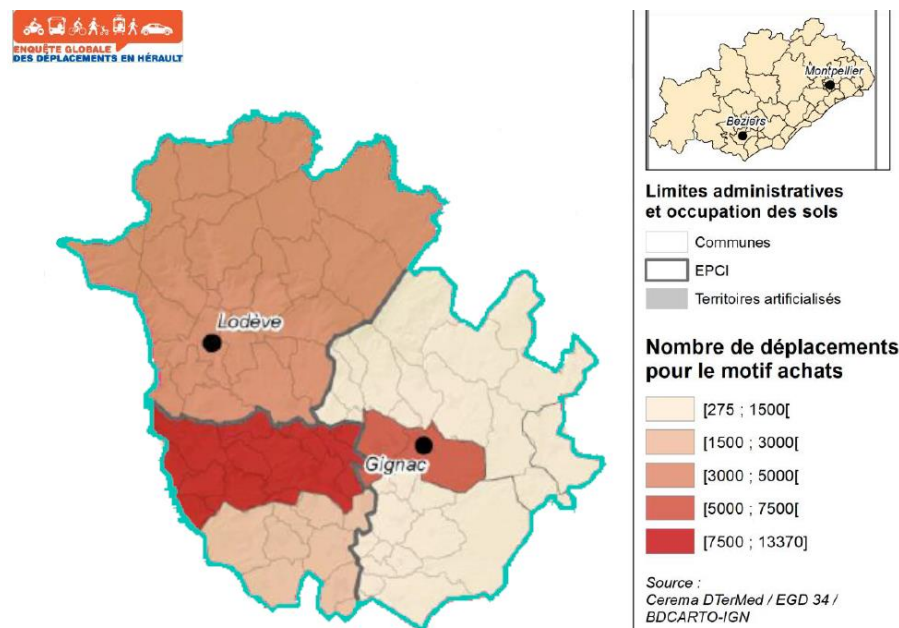 ENQUÊTE GLOBALE
DES DÉPLACEMENTS EN HÉRAULT
Lodève
Gignac
Montpellier
Beziers
Limites administratives
et occupation des sols
Communes
EPCI
Territoires artificialisés
Nombre de déplacements
pour le motif achats
[275 ; 1500[
[1500 ; 3000[
[3000 ; 5000[
[5000 ; 7500[
[7500 ; 13370]
Source :
Cerema DTerMed / EGD 34 /
BDCARTO-IGN